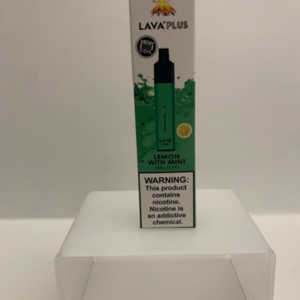 LAVA PLUS
LEMON
WITH MINT
WARNING:
This product
contains
nicotine.
Nicotine is
an addictive
chemical.